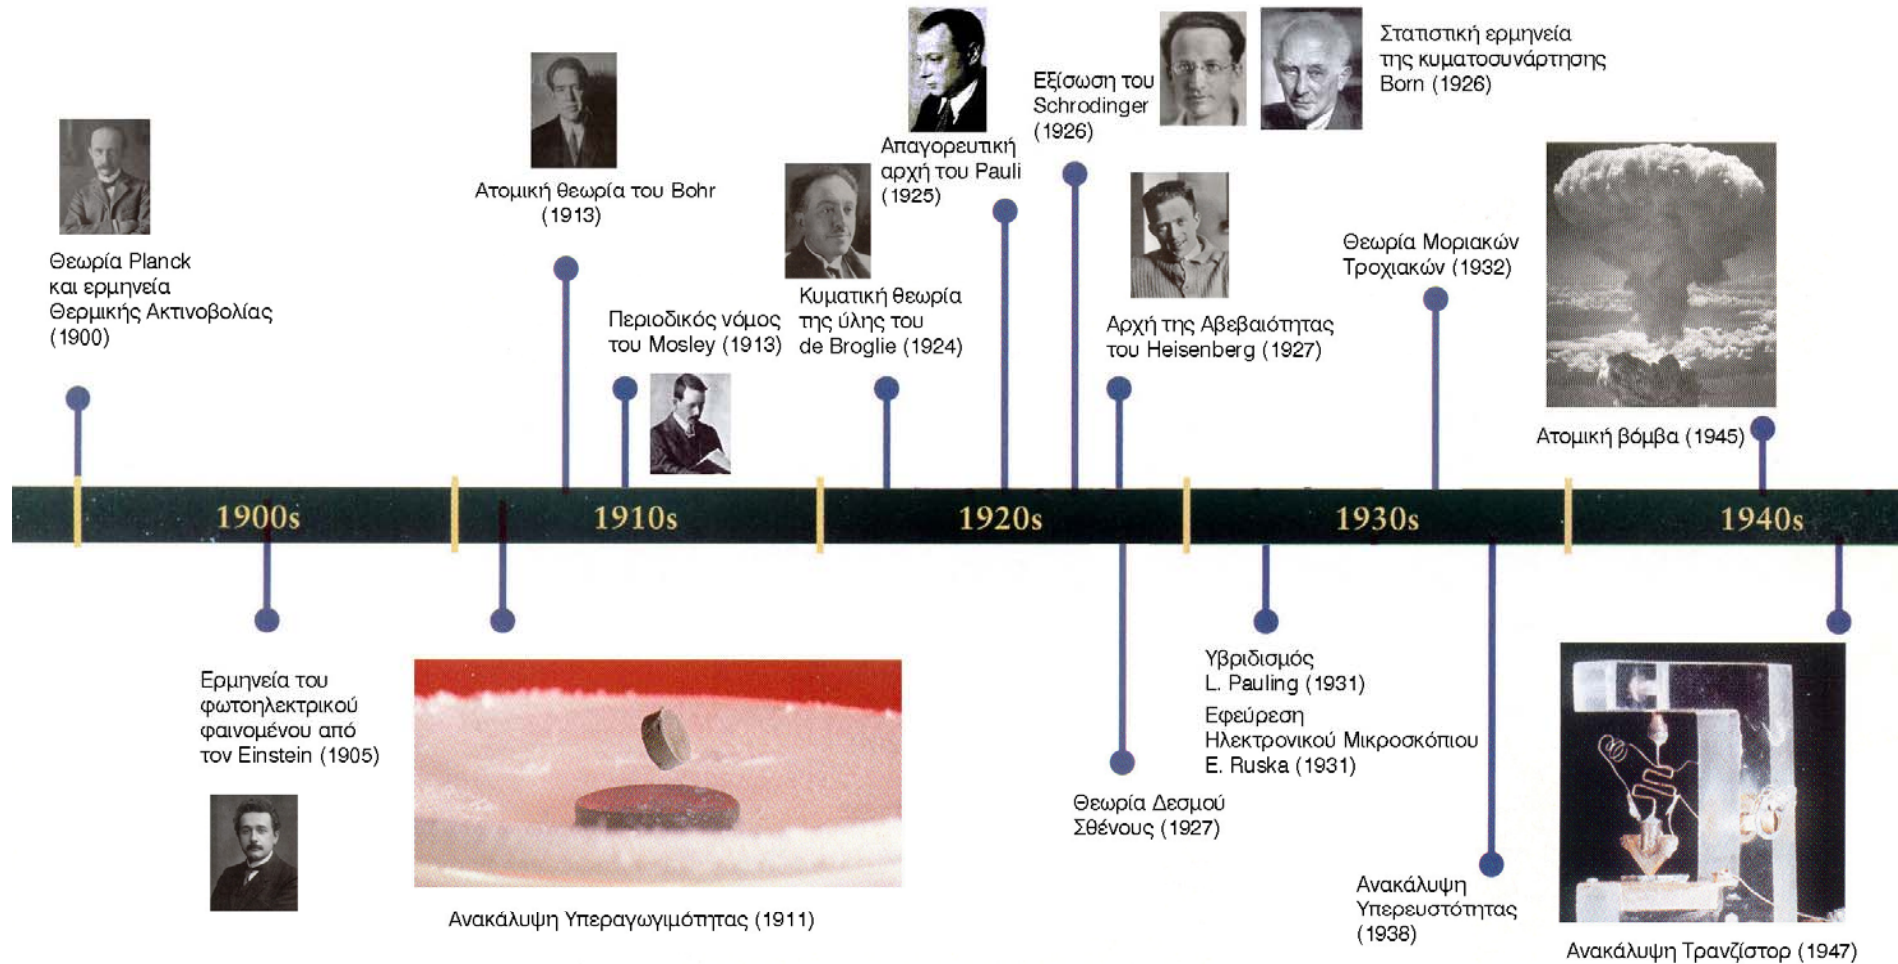 Θεωρία Planck
και ερμηνεία
Θερμικής Ακτινοβολίας
(1900)
Ατομική θεωρία του Bohr
(1913)
Περιοδικός νόμος
του Mosley (1913)
Κυματική θεωρία
της ύλης του
de Broglie (1924)
Απαγορευτική
αρχή του Pauli
(1925)
Εξίσωση του
Schrodinger
(1926)
Στατιστική ερμηνεία
της κυματοσυνάρτησης
Born (1926)
Αρχή της Αβεβαιότητας
του Heisenberg (1927)
Θεωρία Μοριακών
Τροχιακών (1932)
Ατομική βόμβα (1945)
1900s
1910s
1920s
1930s
1940s
Ερμηνεία του
φωτοηλεκτρικού
φαινομένου από
τον Einstein (1905)
Ανακάλυψη Υπεραγωγιμότητας (1911)
Θεωρία Δεσμού
Σθένους (1927)
Υβριδισμός
L. Pauling (1931)
Εφεύρεση
Ηλεκτρονικού Μικροσκόπιου
E. Ruska (1931)
Ανακάλυψη
Υπερευστότητας
(1938)
Ανακάλυψη Τρανζίστορ (1947)